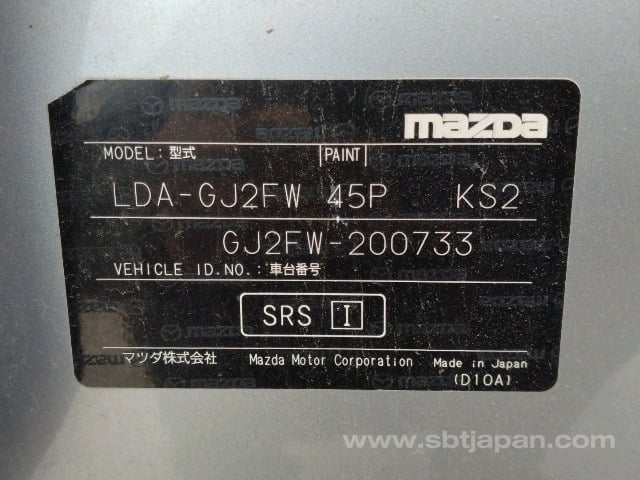 mazda
MODEL: 型式 PAINT
LDA-GJ2FW 45P KS2
GJ2FW-200733
VEHICLE ID.NO.: 車台番号
SRS I
マツダ株式会社 Mazda Motor Corporation Made in Japan
(D10A)
www.sbtjapan.com